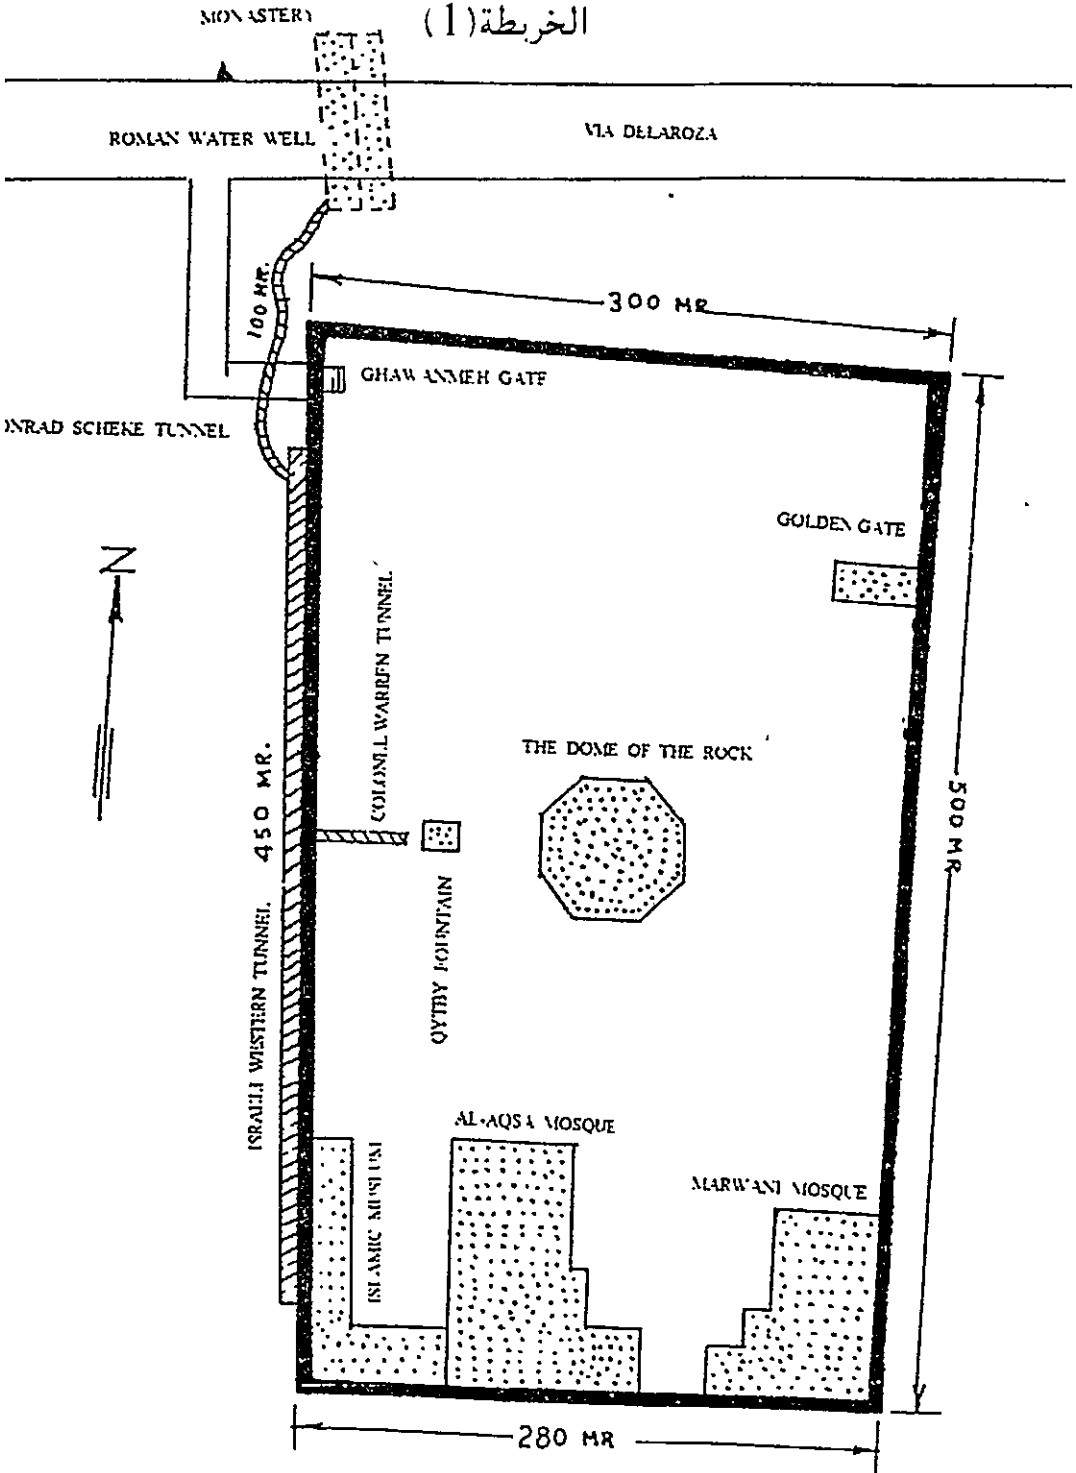 الخريطة (1)
MONASTERY
ROMAN WATER WELL
VIA DELAROZA
100 MR.
300 MR
GHAWANMEH GATE
ONRAD SCHEKE TUNNEL
GOLDEN GATE
N
COLONEL WARREN TUNNEL
THE DOME OF THE ROCK
450 MR.
500 MR
QYTBY FOUNTAIN
ISRAELI WESTERN TUNNEL
AL-AQSA MOSQUE
ISLAMIC MUSEUM
MARWANI MOSQUE
280 MR